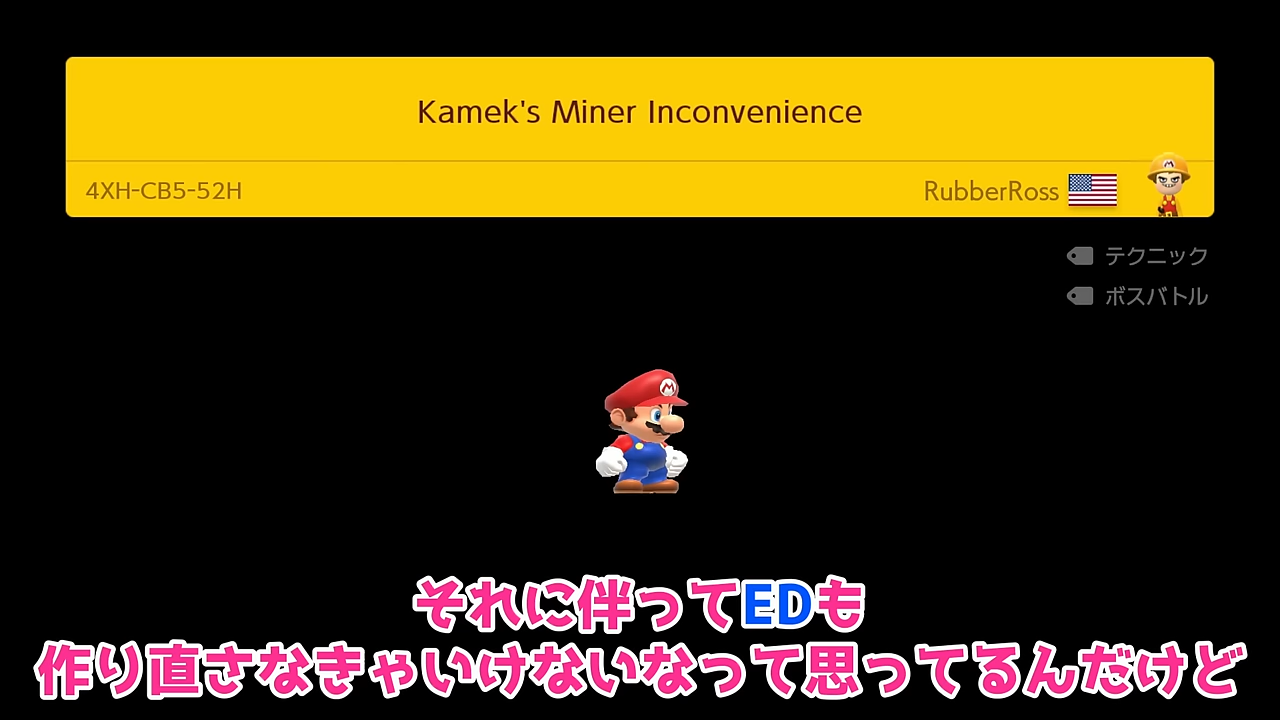 Kamek's Miner Inconvenience
4XH-CB5-52H
RubberRoss
テクニック
ボスバトル
それに伴ってEDも
作り直さなきゃいけないなって思ってるんだけど